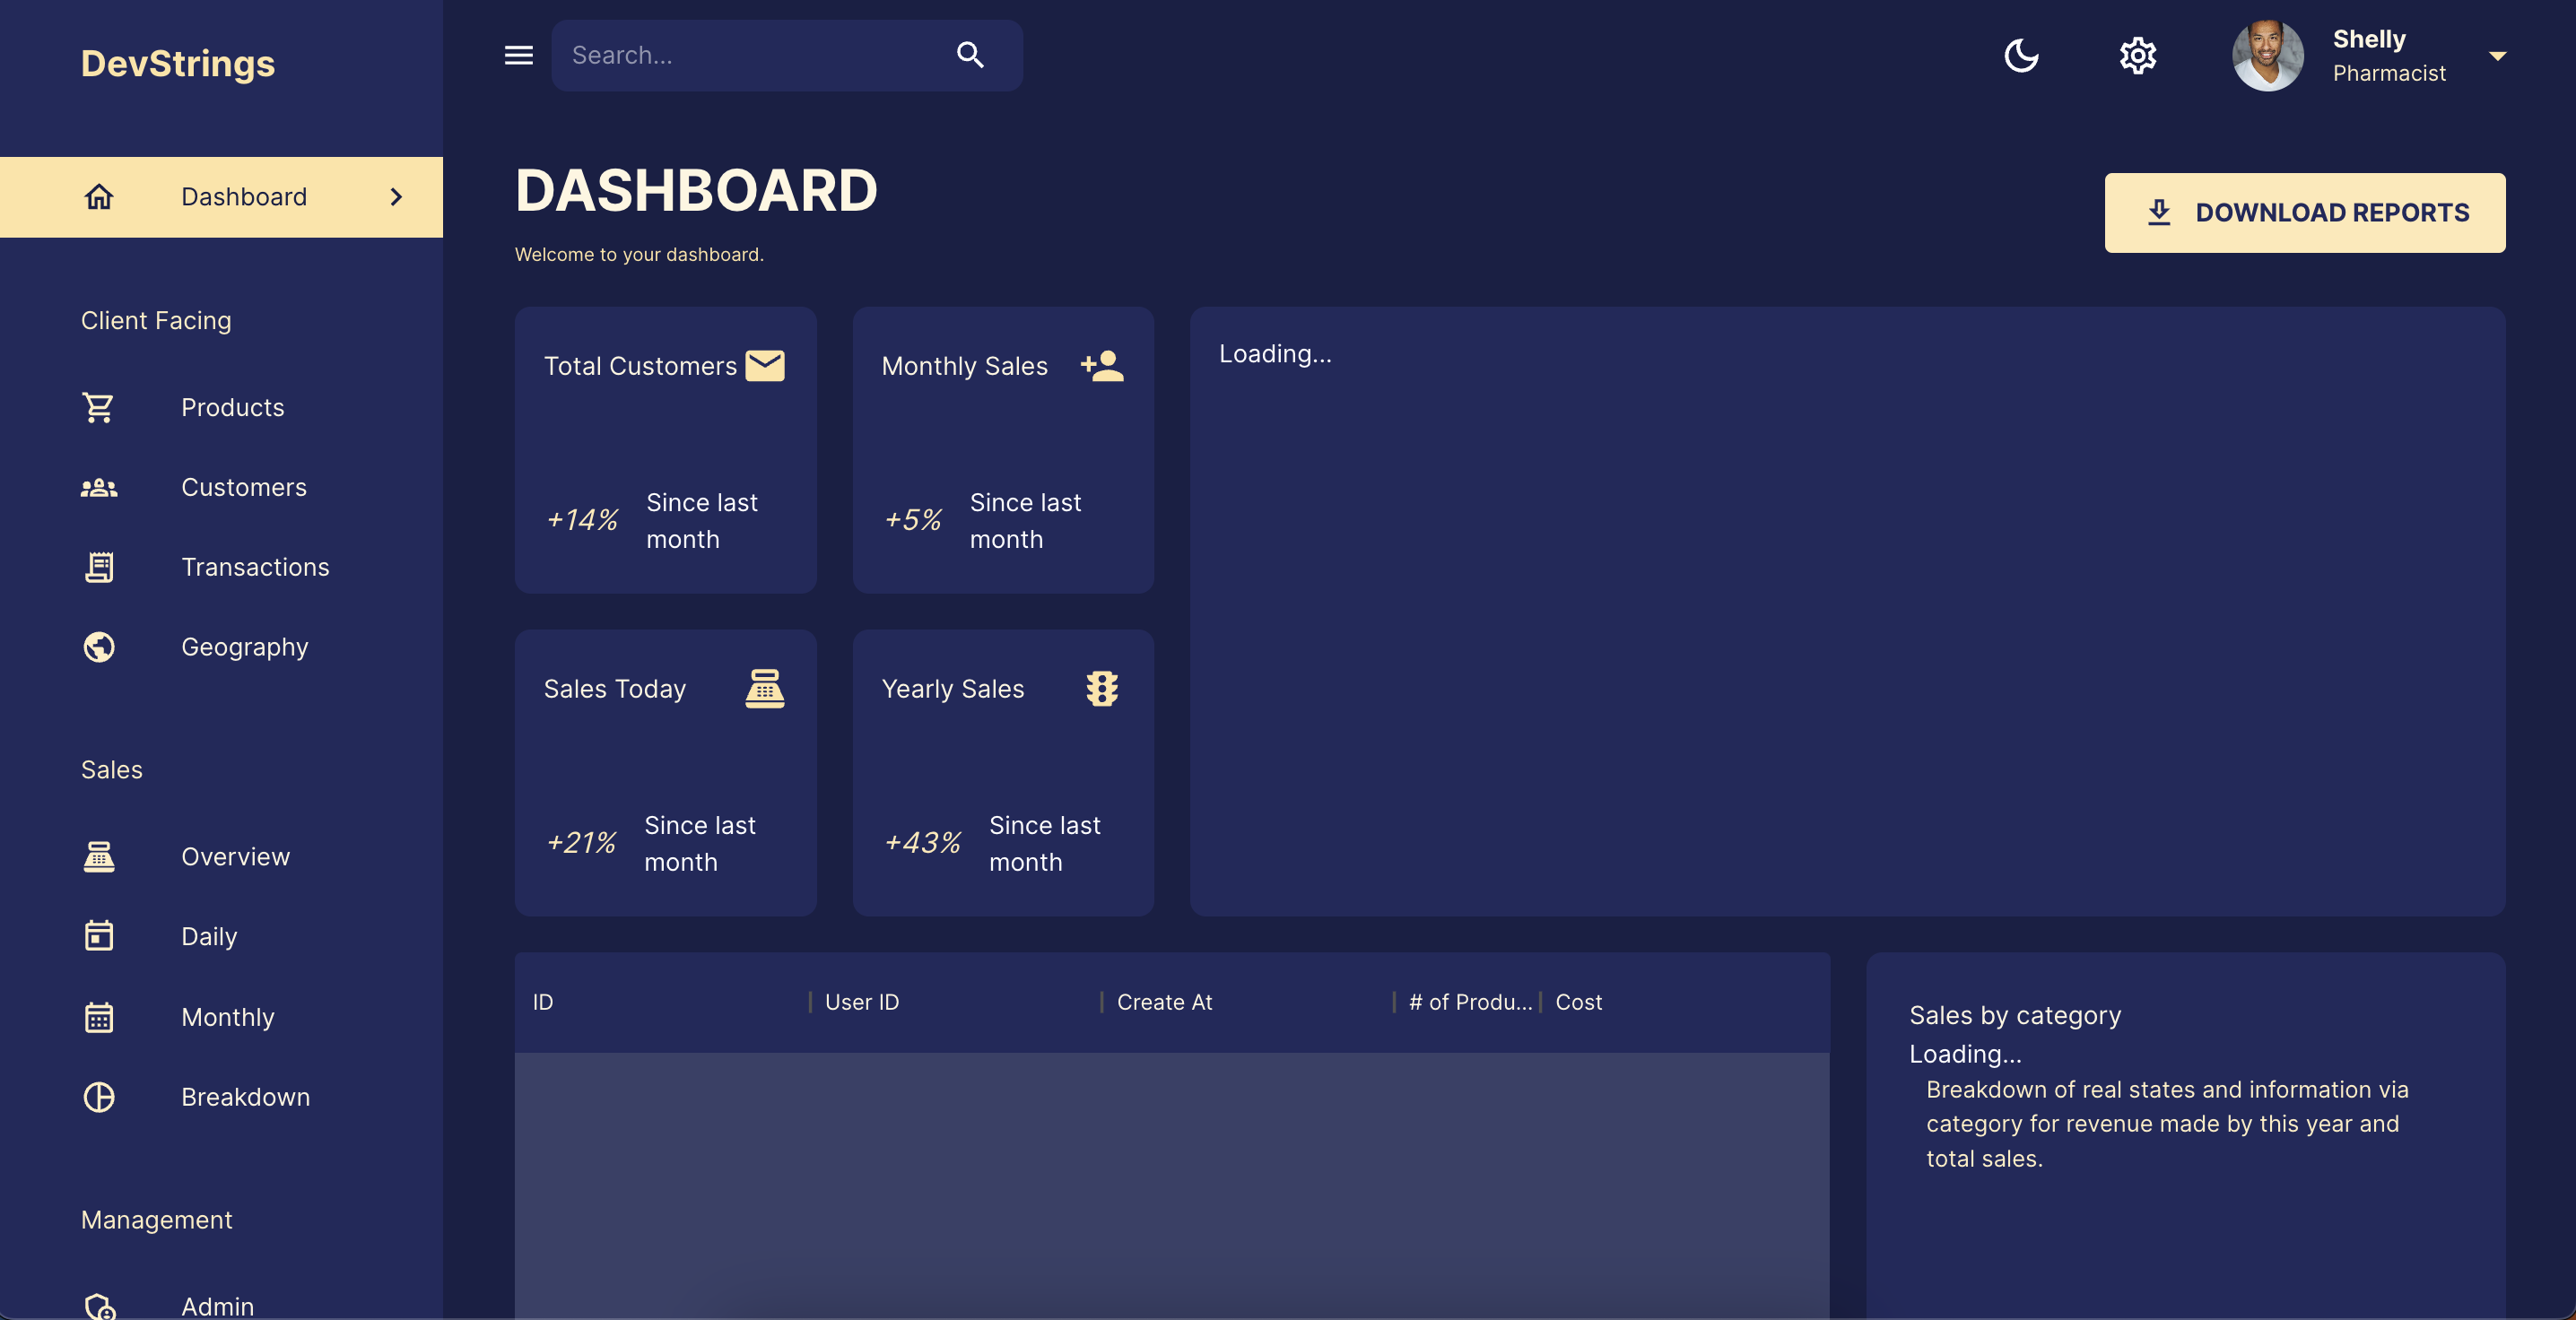 DevStrings
Search...
Shelly
Pharmacist
Dashboard
DASHBOARD
Welcome to your dashboard.
DOWNLOAD REPORTS
Client Facing
Products
Customers
Transactions
Geography
Sales
Overview
Daily
Monthly
Breakdown
Management
Admin
Total Customers
+14%
Since last
month
Monthly Sales
+5%
Since last
month
Loading...
Sales Today
+21%
Since last
month
Yearly Sales
+43%
Since last
month
ID
User ID
Create At
# of Produ...
Cost
Sales by category
Loading...
Breakdown of real states and information via
category for revenue made by this year and
total sales.